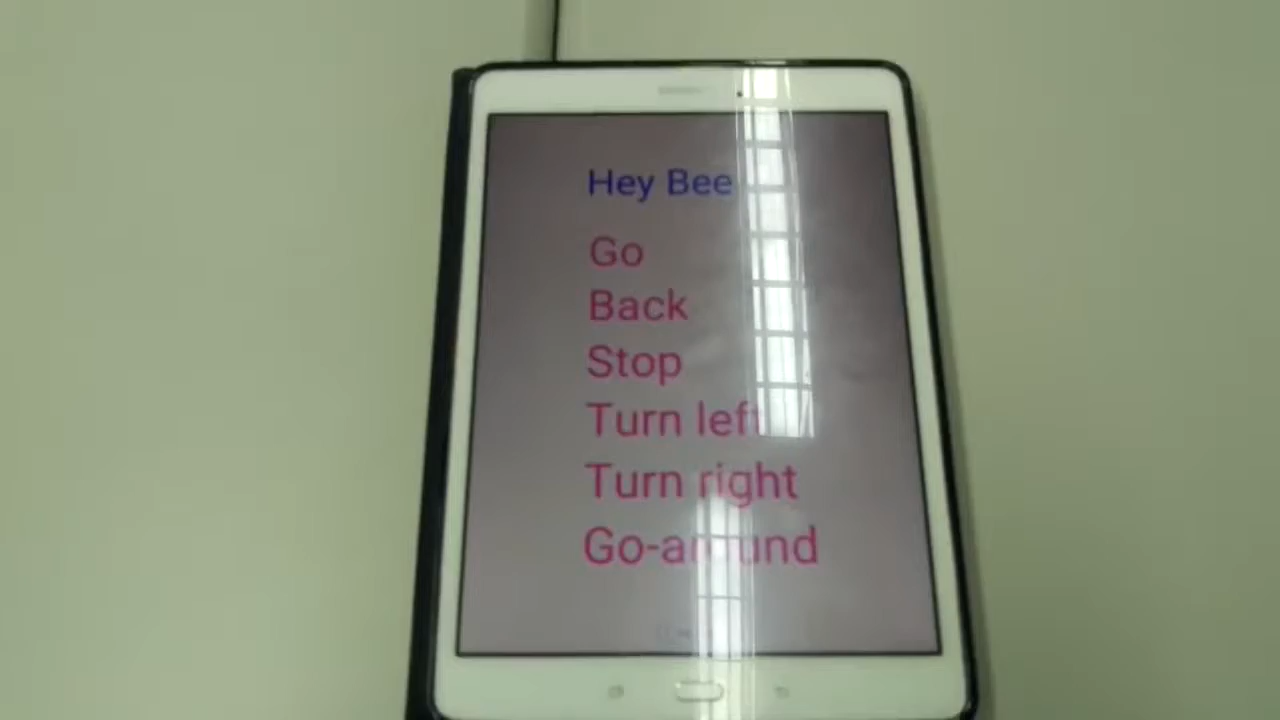 Hey Bee
Go
Back
Stop
Turn left
Turn right
Go-around